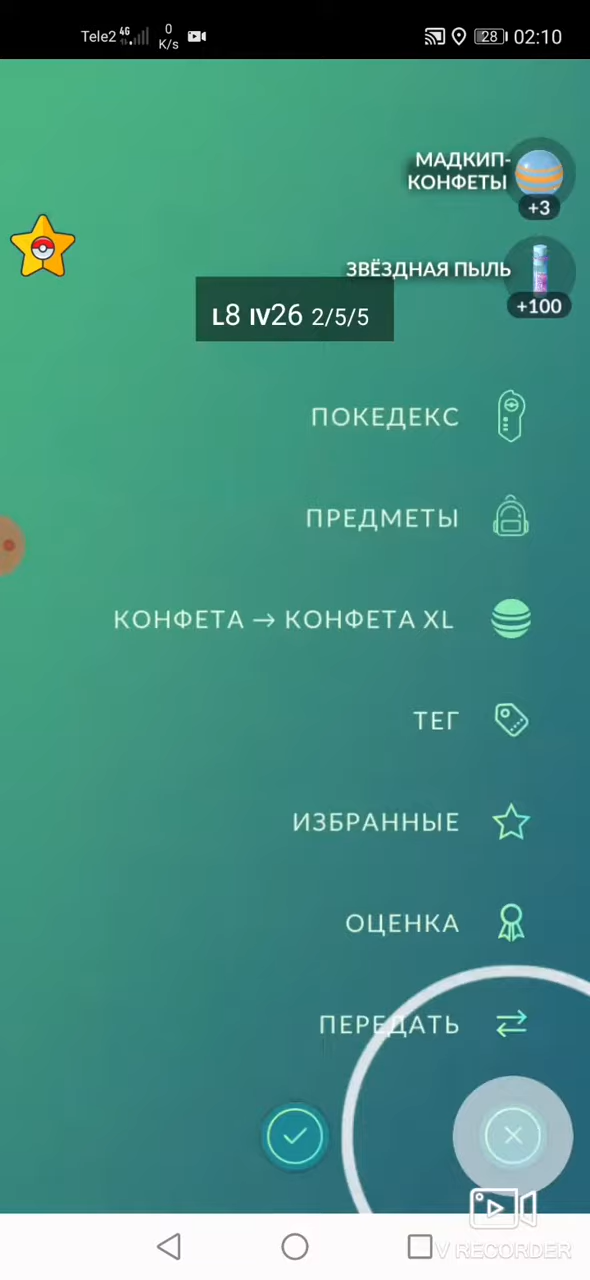 Tele2 4G 0 K/s 28 02:10
МАДКИП-
КОНФЕТЫ
+3
ЗВЁЗДНАЯ ПЫЛЬ
+100
L8 IV26 2/5/5
ПОКЕДЕКС
ПРЕДМЕТЫ
КОНФЕТА → КОНФЕТА XL
ТЕГ
ИЗБРАННЫЕ
ОЦЕНКА
ПЕРЕДАТЬ
V RECORDER